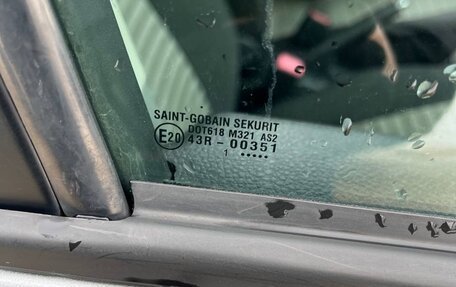 SAINT-GOBAIN SEKURIT
DOT618 M321 AS2
E20 43R - 00351
1 •••••